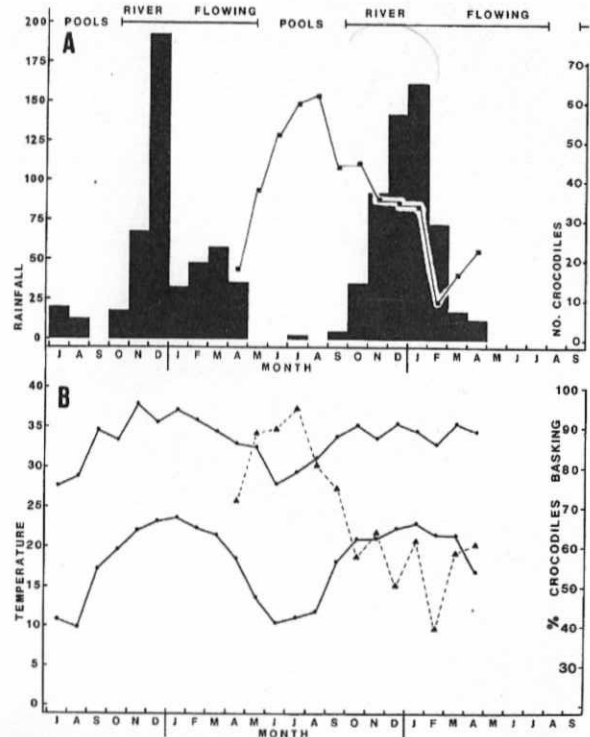 RIVER FLOWING RIVER FLOWING
POOLS POOLS
A
200
175
150
125
100
75
50
25
0
RAINFALL
70
60
50
40
30
20
10
0
NO. CROCODILES
J A S O N D J F M A M J J A S O N D J F M A M J J A S
MONTH
B
40
35
30
25
20
15
10
5
0
TEMPERATURE
100
90
80
70
60
50
40
30
% CROCODILES BASKING
J A S O N D J F M A M J J A S O N D J F M A M J J A S
MONTH